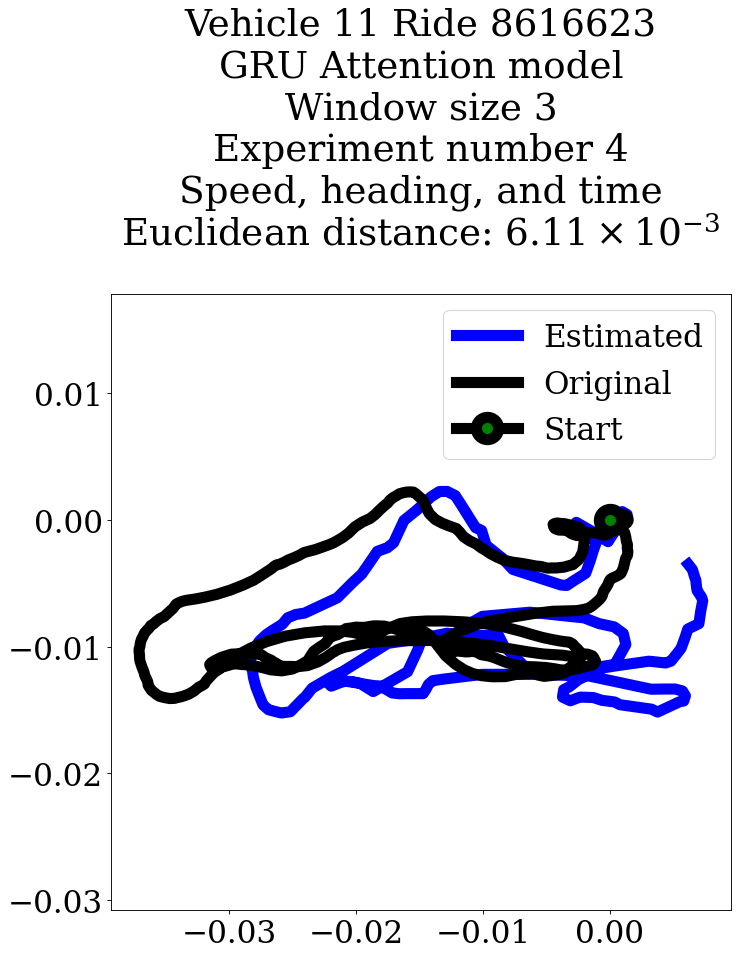 Vehicle 11 Ride 8616623
GRU Attention model
Window size 3
Experiment number 4
Speed, heading, and time
Euclidean distance: 6.11 × 10⁻³
Estimated
Original
Start
0.01
0.00
−0.01
−0.02
−0.03
−0.03 −0.02 −0.01 0.00